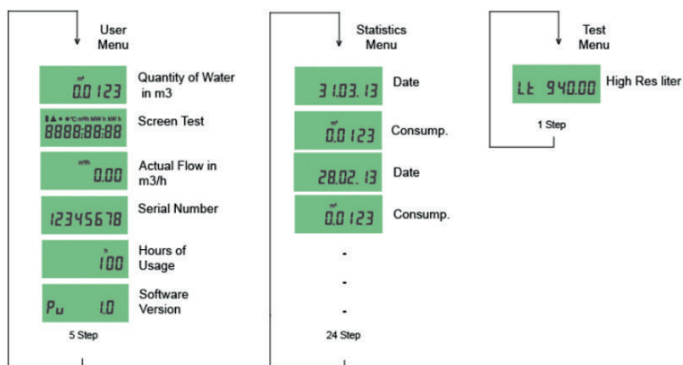 User
Menu
0.0123
Quantity of Water
in m3
8888:88:88
Screen Test
m³/h
0.00
Actual Flow in
m3/h
12345678
Serial Number
h
100
Hours of
Usage
Pu 1.0
Software
Version
5 Step
Statistics
Menu
31.03.13
Date
0.0123
Consump.
28.02.13
Date
0.0123
Consump.
24 Step
Test
Menu
Lt 940.00
High Res liter
1 Step